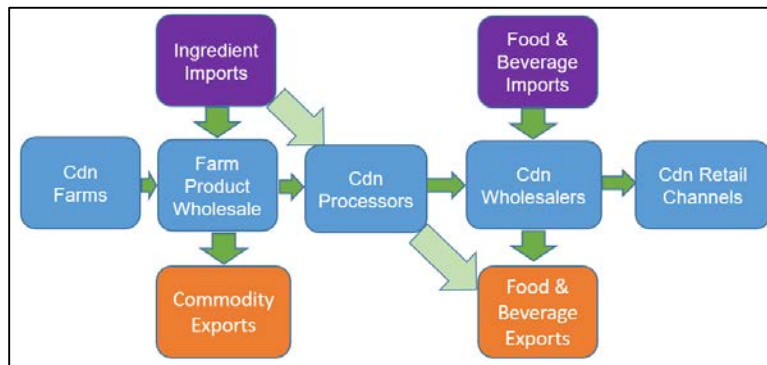 Ingredient
Imports
Food &
Beverage
Imports
Cdn
Farms
Farm
Product
Wholesale
Cdn
Processors
Cdn
Wholesalers
Cdn Retail
Channels
Commodity
Exports
Food &
Beverage
Exports